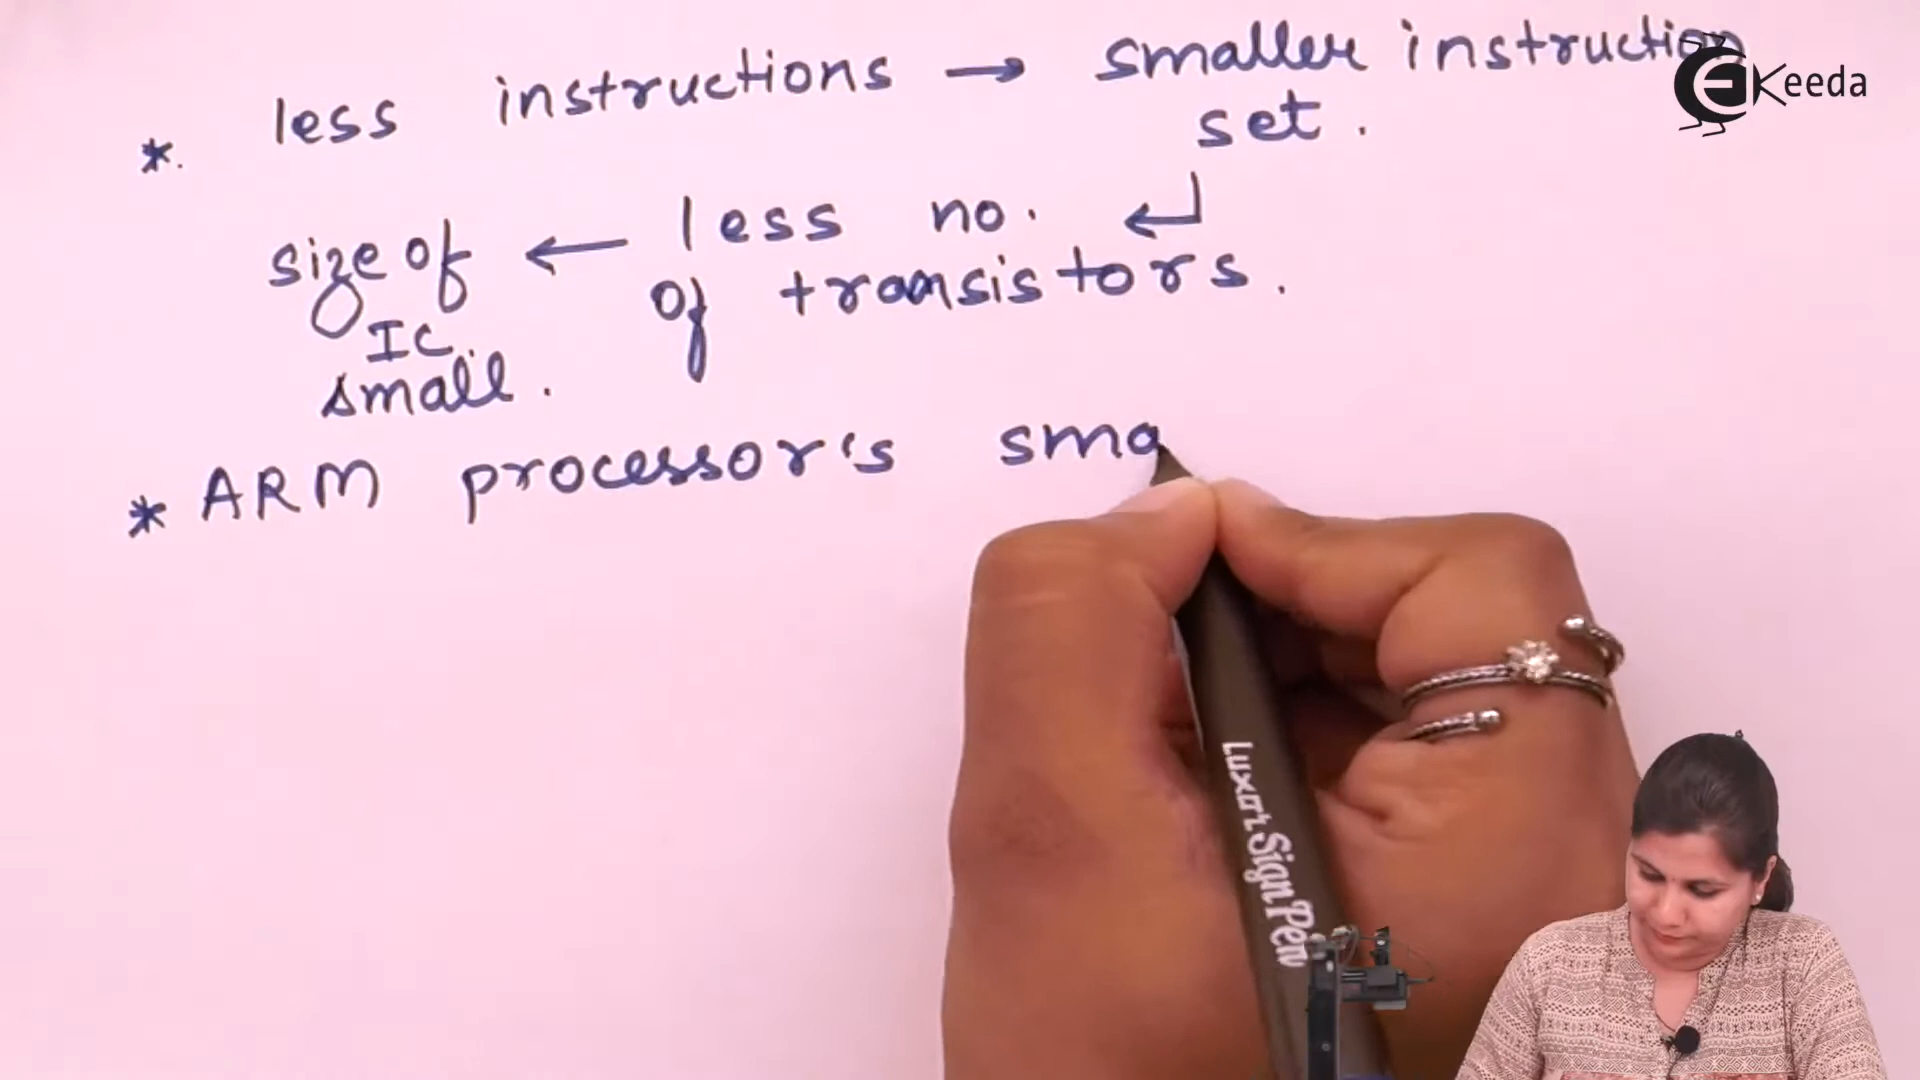 * less instructions → smaller instruction
set.
size of ← less no. ↵
IC of transistors.
small.
* ARM processor's sma
EKeeda
Luxor Sign Pen